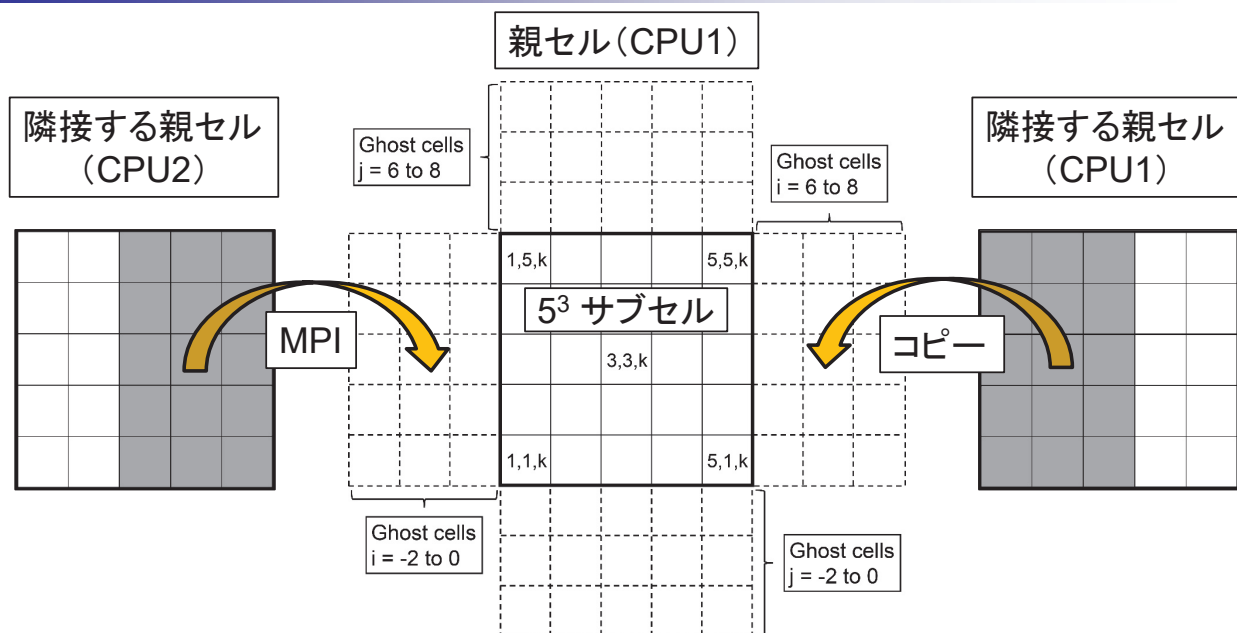 親セル(CPU1)
隣接する親セル
(CPU2)
Ghost cells
j = 6 to 8
Ghost cells
i = 6 to 8
隣接する親セル
(CPU1)
1,5,k
5,5,k
5³ サブセル
MPI
コピー
3,3,k
1,1,k
5,1,k
Ghost cells
i = -2 to 0
Ghost cells
j = -2 to 0